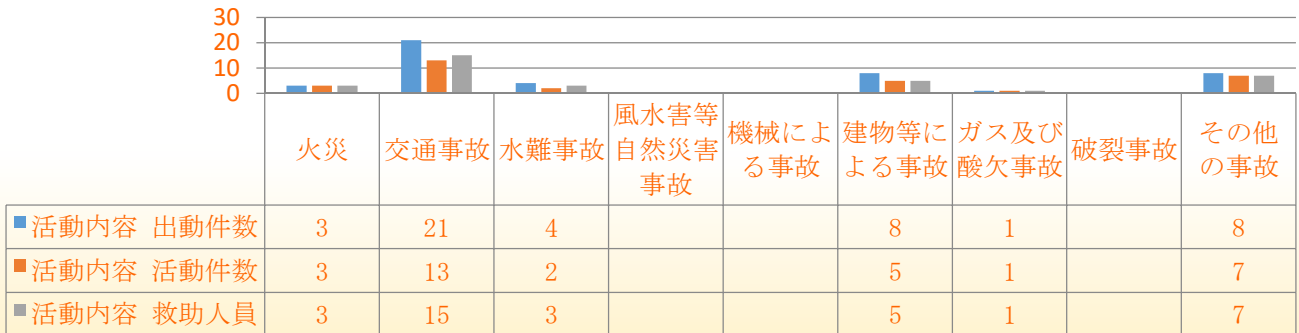 30
20
10
0
火災 交通事故 水難事故 風水害等自然災害事故 機械による事故 建物等による事故 ガス及び酸欠事故 破裂事故 その他の事故
活動内容 出動件数 3 21 4 8 1 8
活動内容 活動件数 3 13 2 5 1 7
活動内容 救助人員 3 15 3 5 1 7